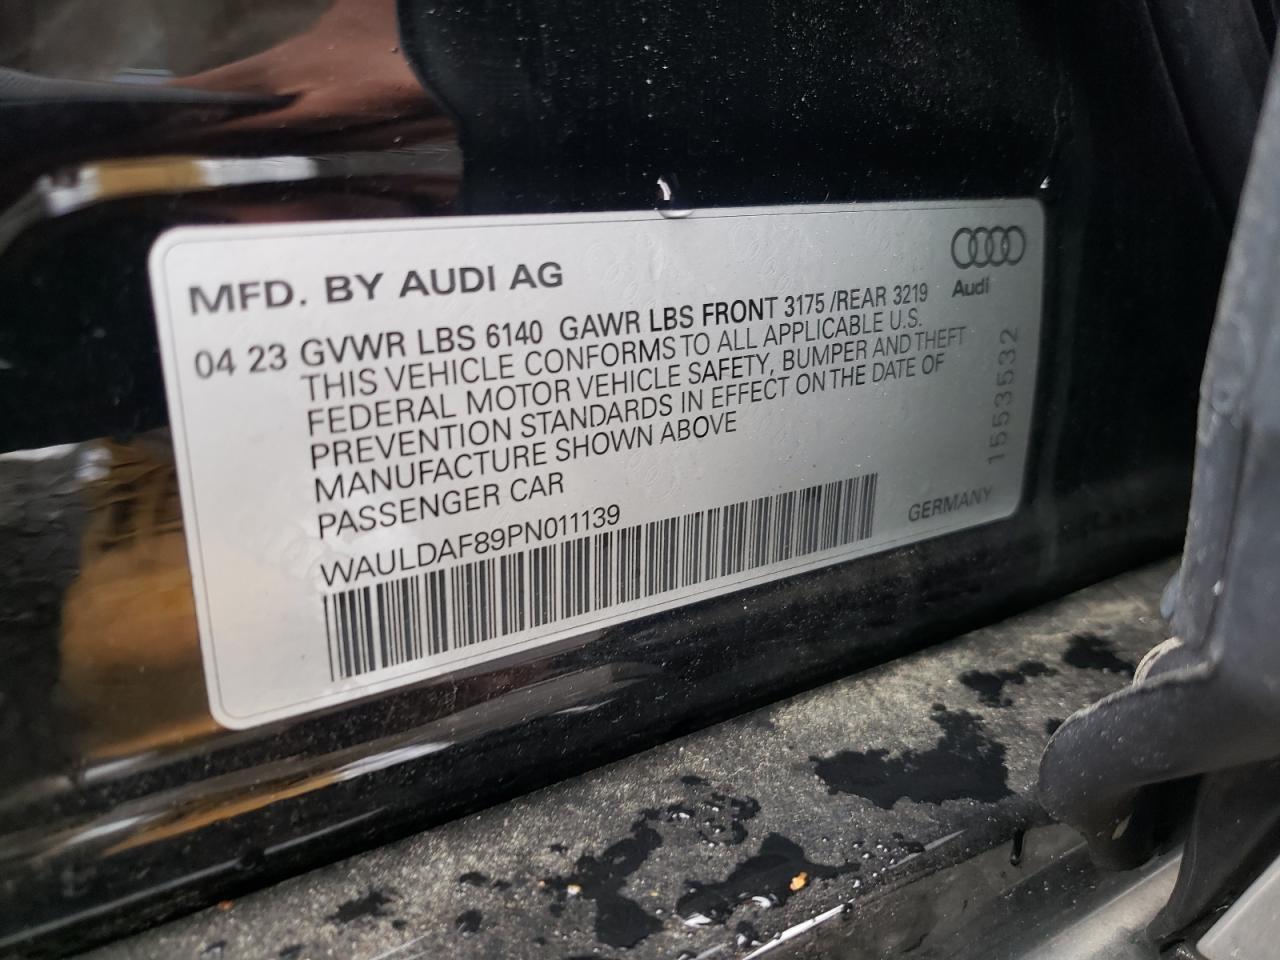 MFD. BY AUDI AG
Audi
04 23 GVWR LBS 6140 GAWR LBS FRONT 3175 /REAR 3219
THIS VEHICLE CONFORMS TO ALL APPLICABLE U.S.
FEDERAL MOTOR VEHICLE SAFETY, BUMPER AND THEFT
PREVENTION STANDARDS IN EFFECT ON THE DATE OF
MANUFACTURE SHOWN ABOVE
PASSENGER CAR
WAULDAF89PN011139
GERMANY
1553532